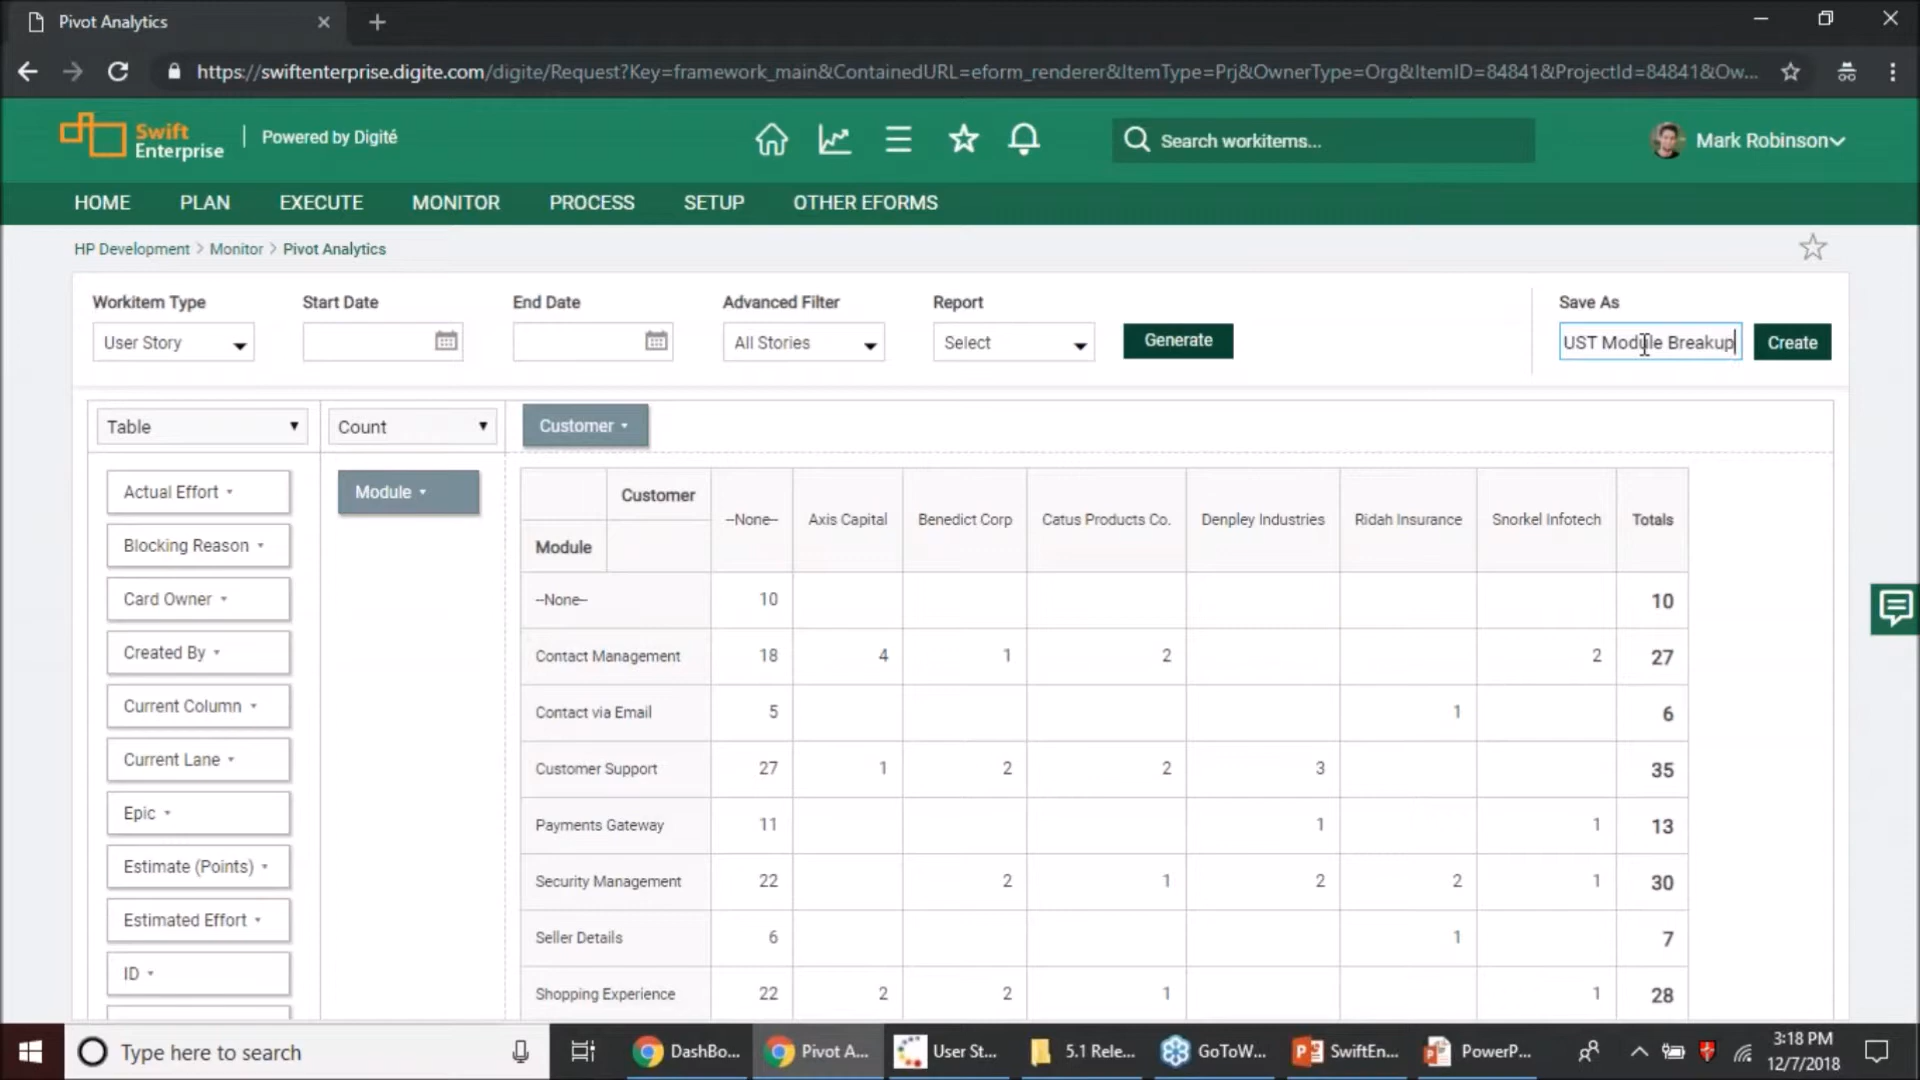 Pivot Analytics
https://swiftenterprise.digite.com/digite/Request?Key=framework_main&ContainedURL=eform_renderer&ItemType=Prj&OwnerType=Org&ItemID=84841&ProjectId=84841&Ow...
Swift
Enterprise
Powered by Digité
Search workitems...
Mark Robinson
HOME PLAN EXECUTE MONITOR PROCESS SETUP OTHER EFORMS
HP Development > Monitor > Pivot Analytics
Workitem Type Start Date End Date Advanced Filter Report Save As
User Story All Stories Select Generate UST Module Breakup Create
Table Count Customer
Actual Effort
Blocking Reason
Card Owner
Created By
Current Column
Current Lane
Epic
Estimate (Points)
Estimated Effort
ID
Module
Customer --None-- Axis Capital Benedict Corp Catus Products Co. Denpley Industries Ridah Insurance Snorkel Infotech Totals
Module
--None-- 10 10
Contact Management 18 4 1 2 2 27
Contact via Email 5 1 6
Customer Support 27 1 2 2 3 35
Payments Gateway 11 1 1 13
Security Management 22 2 1 2 2 1 30
Seller Details 6 1 7
Shopping Experience 22 2 2 1 1 28
Type here to search
DashBo... Pivot A... User St... 5.1 Rele... GoToW... SwiftEn... PowerP...
3:18 PM
12/7/2018